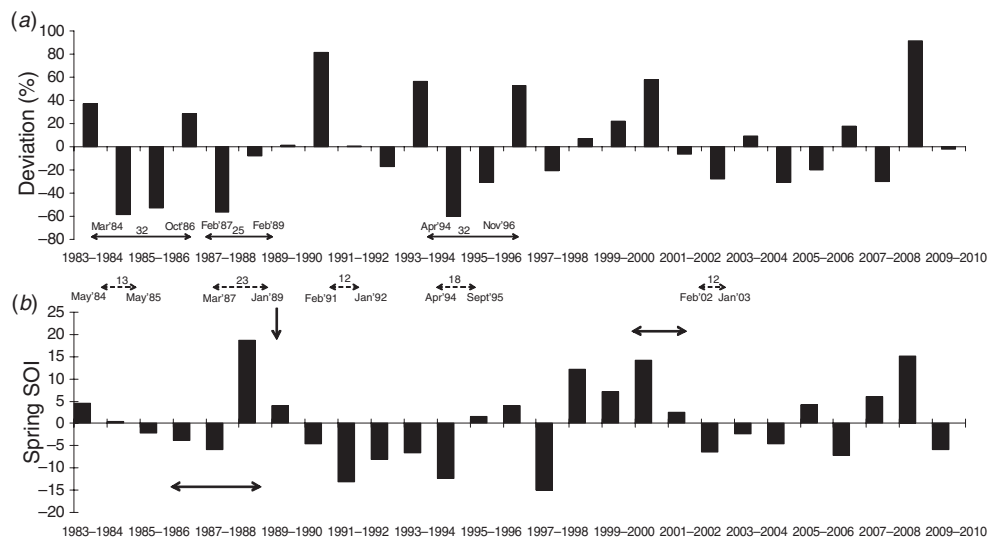 (a)
Deviation (%)
100
80
60
40
20
0
−20
−40
−60
−80
Mar'84 32 Oct'86 Feb'87 25 Feb'89 Apr'94 32 Nov'96
1983–1984 1985–1986 1987–1988 1989–1990 1991–1992 1993–1994 1995–1996 1997–1998 1999–2000 2001–2002 2003–2004 2005–2006 2007–2008 2009–2010
13 23 12 18 12
May'84 May'85 Mar'87 Jan'89 Feb'91 Jan'92 Apr'94 Sept'95 Feb'02 Jan'03
(b)
Spring SOI
25
20
15
10
5
0
−5
−10
−15
−20
1983–1984 1985–1986 1987–1988 1989–1990 1991–1992 1993–1994 1995–1996 1997–1998 1999–2000 2001–2002 2003–2004 2005–2006 2007–2008 2009–2010